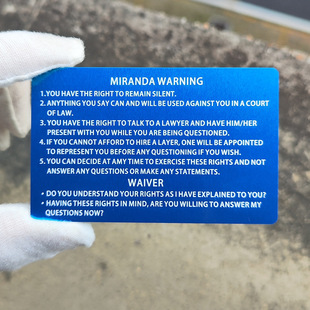 MIRANDA WARNING
1.YOU HAVE THE RIGHT TO REMAIN SILENT.
2.ANYTHING YOU SAY CAN AND WILL BE USED AGAINST YOU IN A COURT
OF LAW.
3.YOU HAVE THE RIGHT TO TALK TO A LAWYER AND HAVE HIM/HER
PRESENT WITH YOU WHILE YOU ARE BEING QUESTIONED.
4.IF YOU CANNOT AFFORD TO HIRE A LAYER, ONE WILL BE APPOINTED
TO REPRESENT YOU BEFORE ANY QUESTIONING IF YOU WISH.
5.YOU CAN DECIDE AT ANY TIME TO EXERCISE THESE RIGHTS AND NOT
ANSWER ANY QUESTIONS OR MAKE ANY STATEMENTS.
WAIVER
- DO YOU UNDERSTAND YOUR RIGHTS AS I HAVE EXPLAINED TO YOU?
- HAVING THESE RIGHTS IN MIND, ARE YOU WILLING TO ANSWER MY
QUESTIONS NOW?